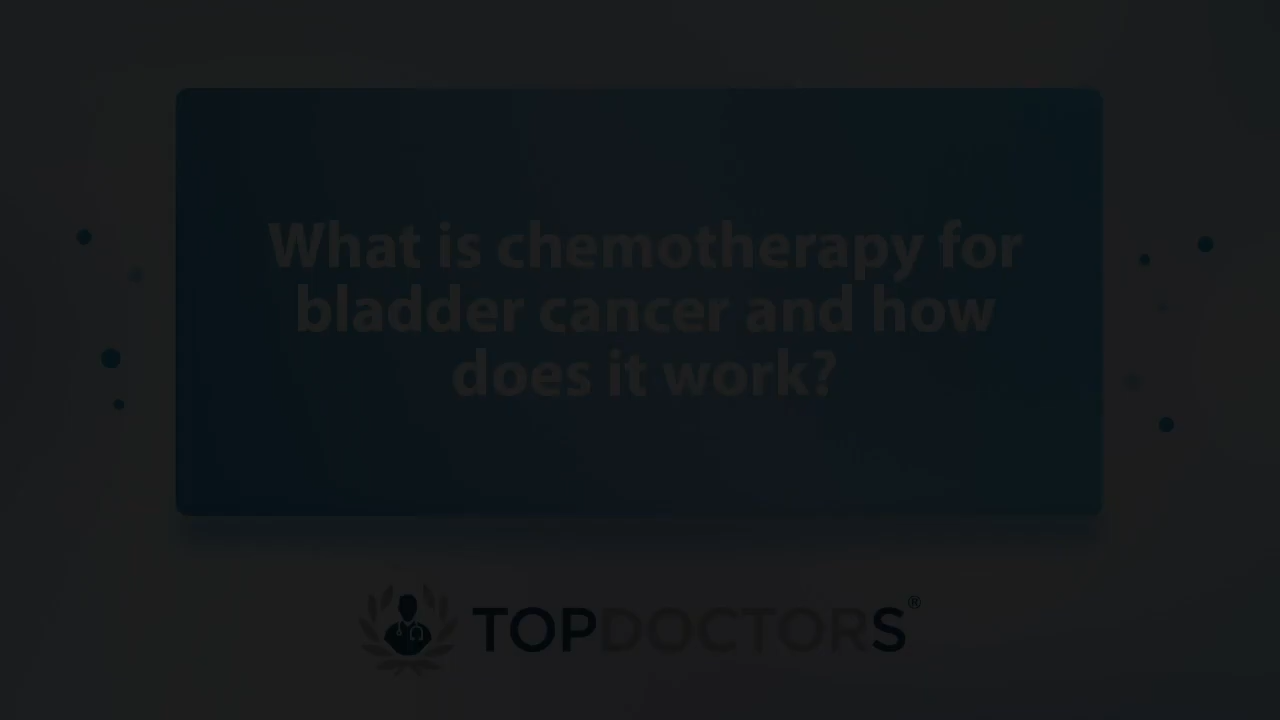 What is chemotherapy for
bladder cancer and how
does it work?
TOPDOCTORS®